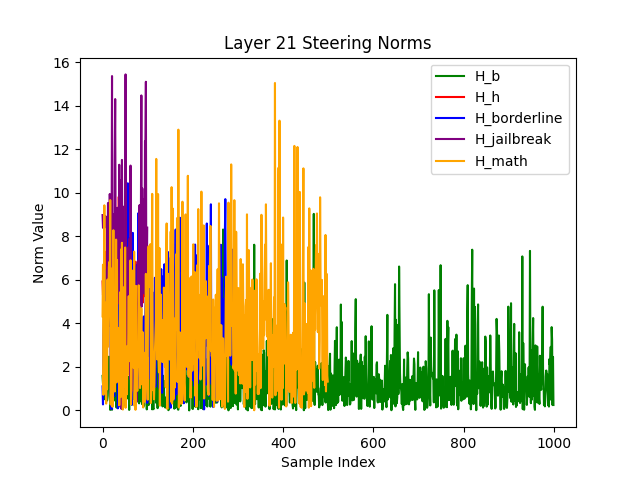 Layer 21 Steering Norms
H_b
H_h
H_borderline
H_jailbreak
H_math
Norm Value
16
14
12
10
8
6
4
2
0
0 200 400 600 800 1000
Sample Index